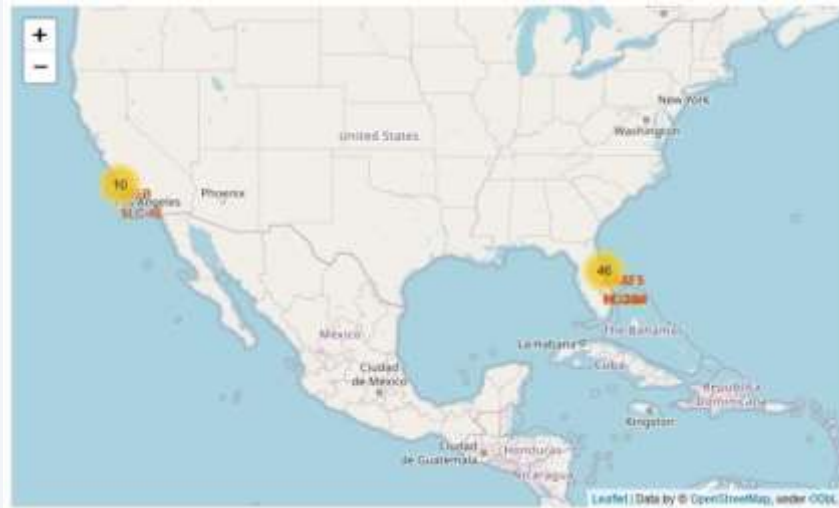 +
−
New York
Washington
United States
10
Phoenix
46
The Bahamas
La Habana
México
Cuba
Ciudad
de México
República
Dominicana
Kingston
Ciudad
de Guatemala
Honduras
Nicaragua
Leaflet | Data by © OpenStreetMap, under ODbL